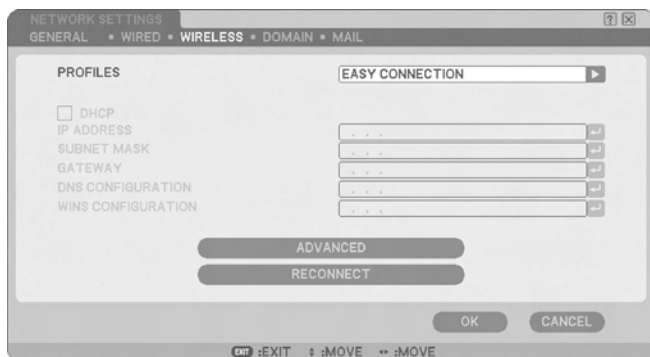 NETWORK SETTINGS
GENERAL • WIRED • WIRELESS • DOMAIN • MAIL
PROFILES EASY CONNECTION
DHCP
IP ADDRESS . . .
SUBNET MASK . . .
GATEWAY . . .
DNS CONFIGURATION . . .
WINS CONFIGURATION . . .
ADVANCED
RECONNECT
OK CANCEL
EXIT :EXIT :MOVE :MOVE